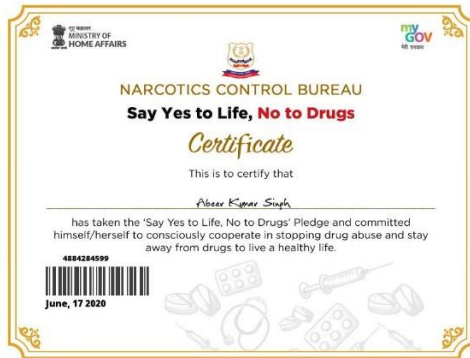 गृह मंत्रालय
MINISTRY OF
HOME AFFAIRS
my
GOV
मेरी सरकार
NARCOTICS CONTROL BUREAU
Say Yes to Life, No to Drugs
Certificate
This is to certify that
Abeer Kumar Singh
has taken the 'Say Yes to Life, No to Drugs' Pledge and committed
himself/herself to consciously cooperate in stopping drug abuse and stay
away from drugs to live a healthy life.
4884284599
June, 17 2020